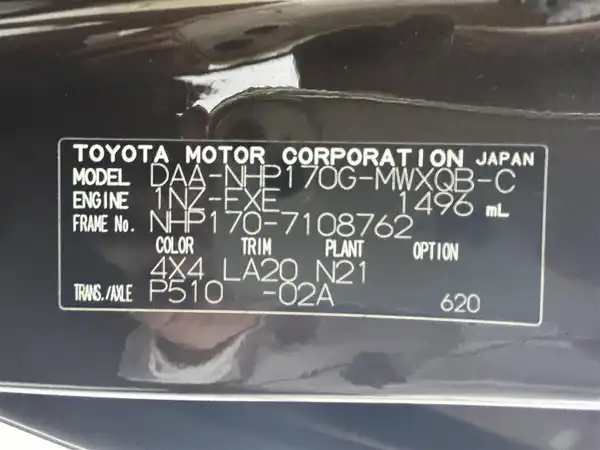 TOYOTA MOTOR CORPORATION JAPAN
MODEL DAA-NHP170G-MWXQB-C
ENGINE 1NZ-FXE 1496 mL
FRAME No. NHP170-7108762
COLOR TRIM PLANT OPTION
4X4 LA20 N21
TRANS./AXLE P510 -02A 620